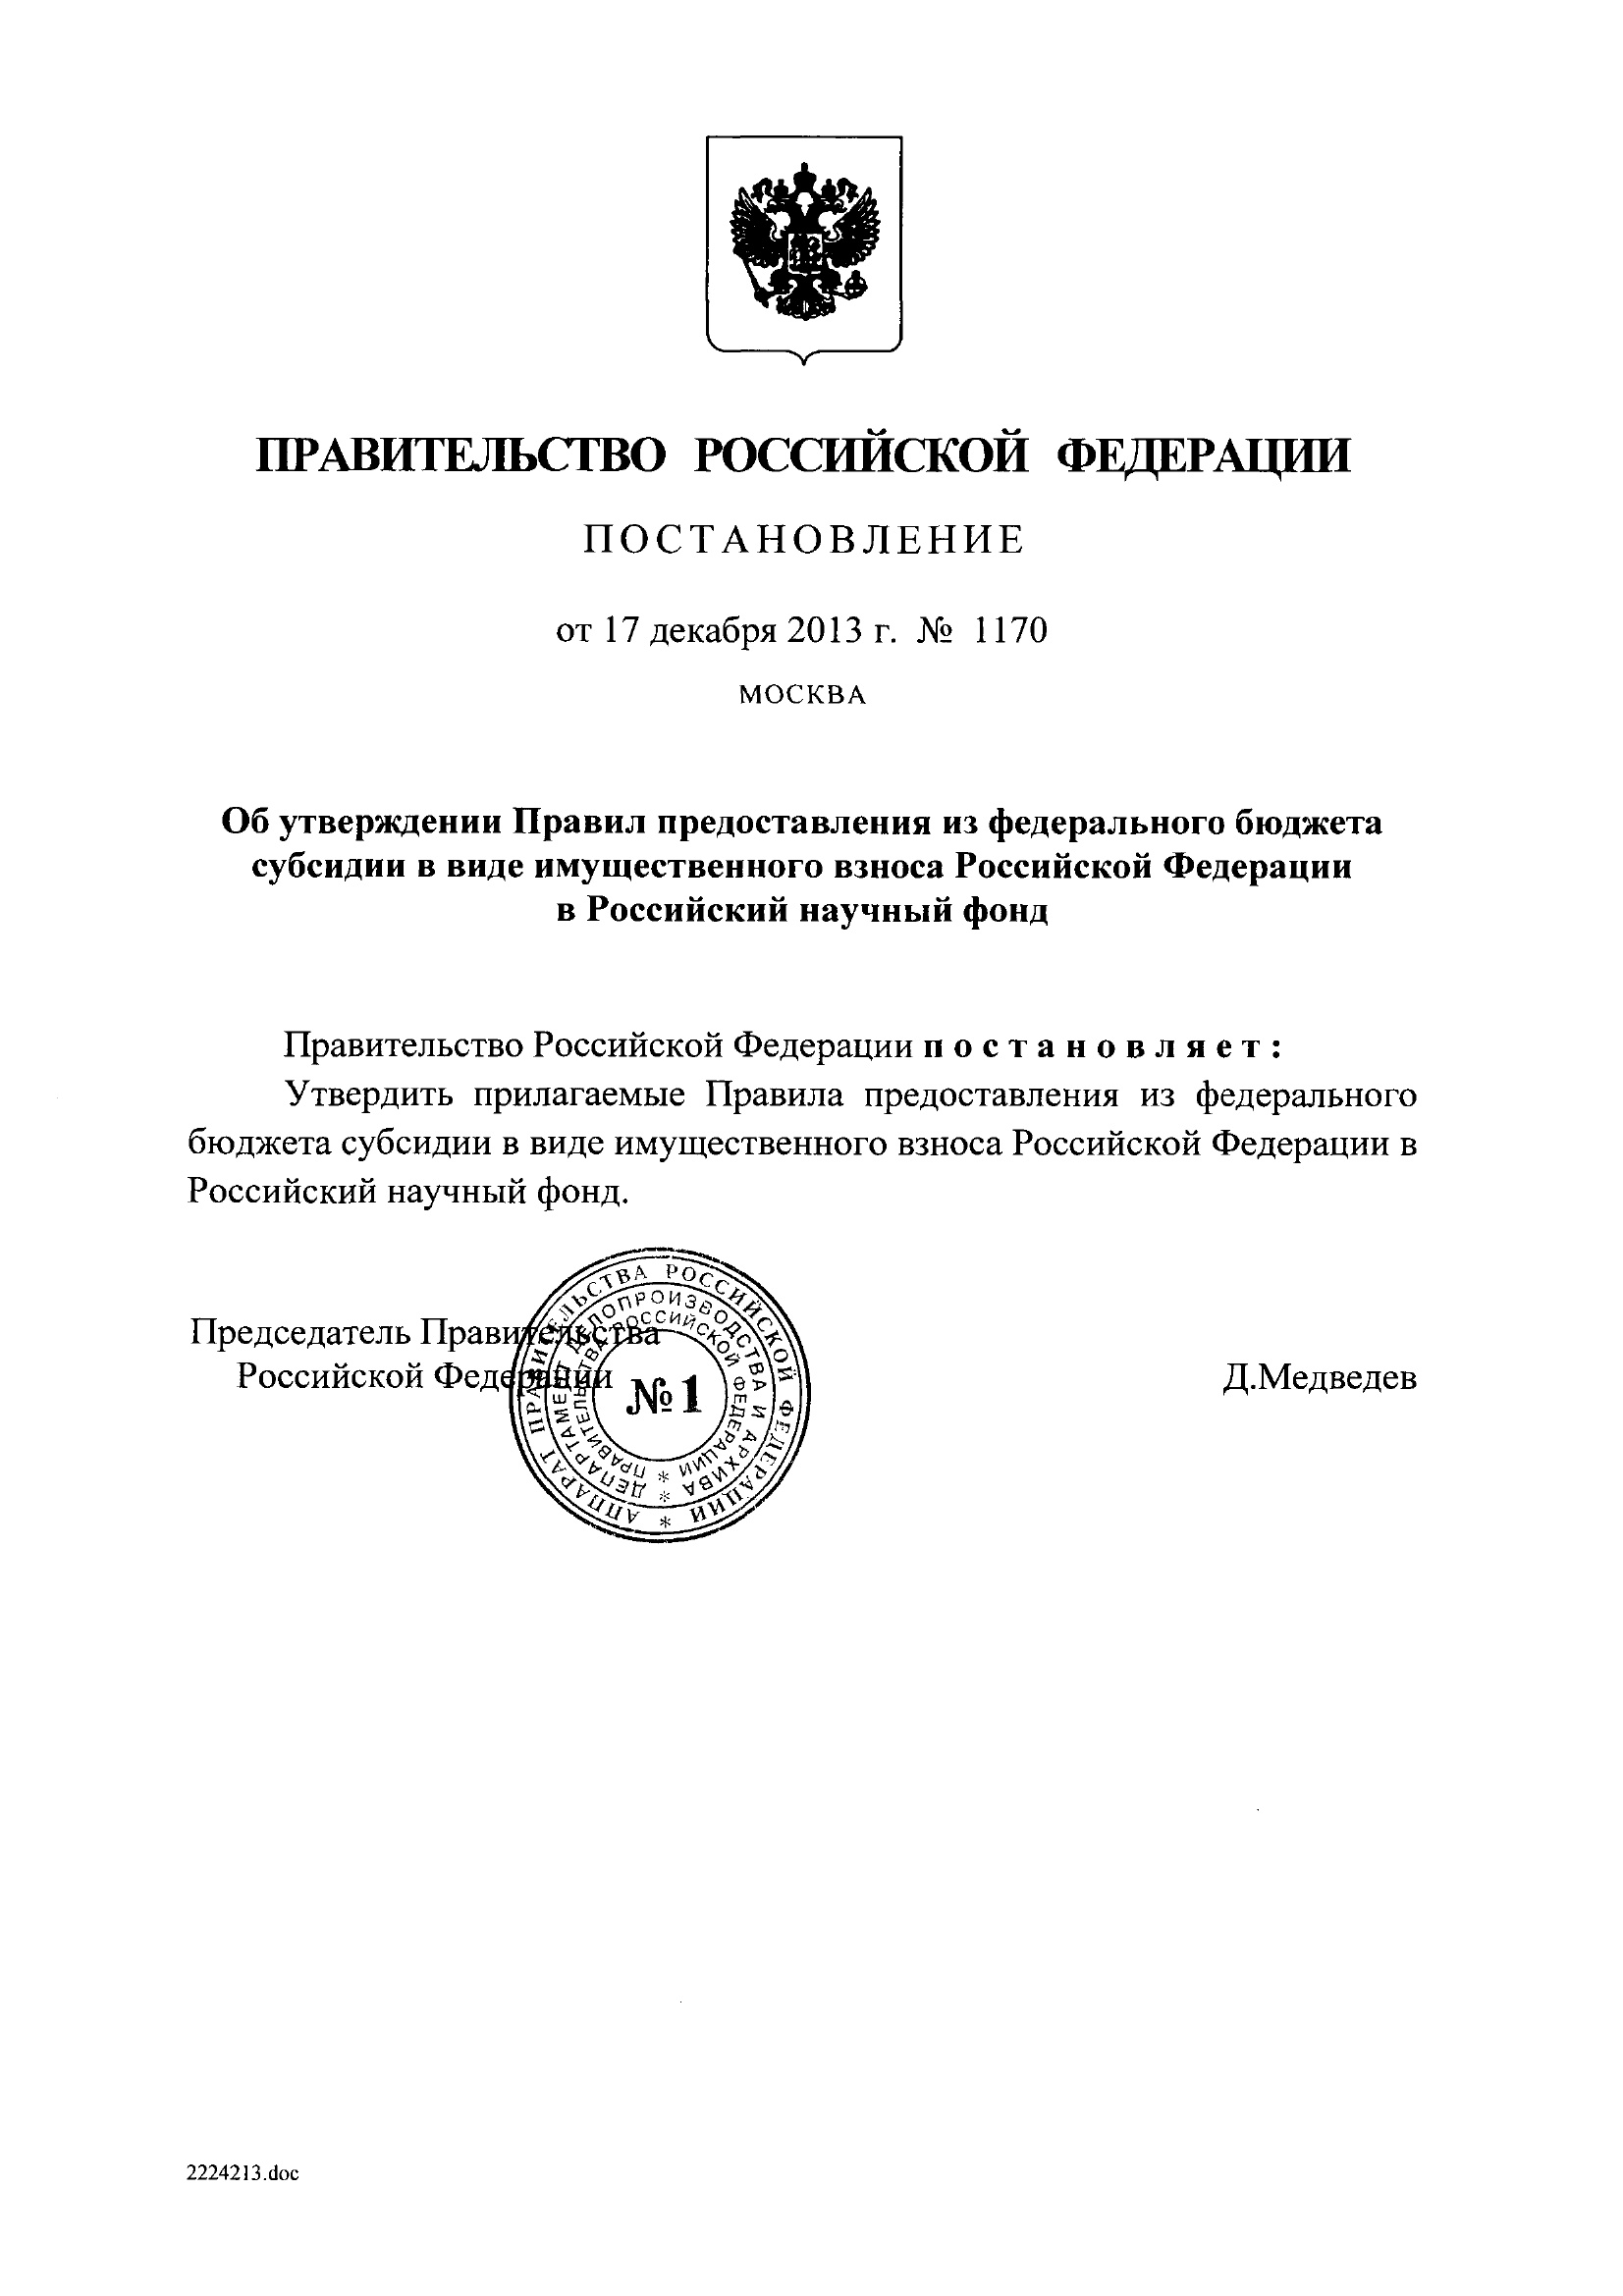 ПРАВИТЕЛЬСТВО РОССИЙСКОЙ ФЕДЕРАЦИИ
ПОСТАНОВЛЕНИЕ
от 17 декабря 2013 г. № 1170
МОСКВА
Об утверждении Правил предоставления из федерального бюджета
субсидии в виде имущественного взноса Российской Федерации
в Российский научный фонд
Правительство Российской Федерации постановляет:
Утвердить прилагаемые Правила предоставления из федерального
бюджета субсидии в виде имущественного взноса Российской Федерации в
Российский научный фонд.
Председатель Правительства
Российской Федерации
Д.Медведев
АППАРАТ ПРАВИТЕЛЬСТВА РОССИЙСКОЙ ФЕДЕРАЦИИ *
ДЕПАРТАМЕНТ ДЕЛОПРОИЗВОДСТВА И АРХИВА *
ПРАВИТЕЛЬСТВА РОССИЙСКОЙ ФЕДЕРАЦИИ *
№1
2224213.doc